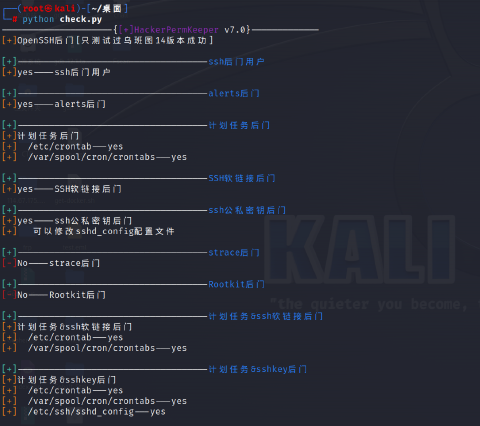 ┌──(root㉿kali)-[~/桌面]
└─# python check.py
——————————————{[+]HackerPermKeeper v7.0}——————————————
[+]OpenSSH后门[只测试过乌班图14版本成功]
[+]——————————————————————ssh后门用户
[+]yes——ssh后门用户
[+]——————————————————————alerts后门
[+]yes——alerts后门
[+]——————————————————————计划任务后门
[+]计划任务后门
[+]  /etc/crontab--yes
[+]  /var/spool/cron/crontabs--yes
[+]——————————————————————SSH软链接后门
[+]yes——SSH软链接后门
[+]——————————————————————ssh公私密钥后门
[+]yes——ssh公私密钥后门
[+]   可以修改sshd_config配置文件
[+]——————————————————————strace后门
[-]No——strace后门
[+]——————————————————————Rootkit后门
[-]No——Rootkit后门
[+]——————————————————————计划任务&ssh软链接后门
[+]计划任务&ssh软链接后门
[+]  /etc/crontab--yes
[+]  /var/spool/cron/crontabs--yes
[+]——————————————————————计划任务&sshkey后门
[+]计划任务&sshkey后门
[+]  /etc/crontab--yes
[+]  /var/spool/cron/crontabs--yes
[+]  /etc/ssh/sshd_config--yes
KALI
"the quieter you become,